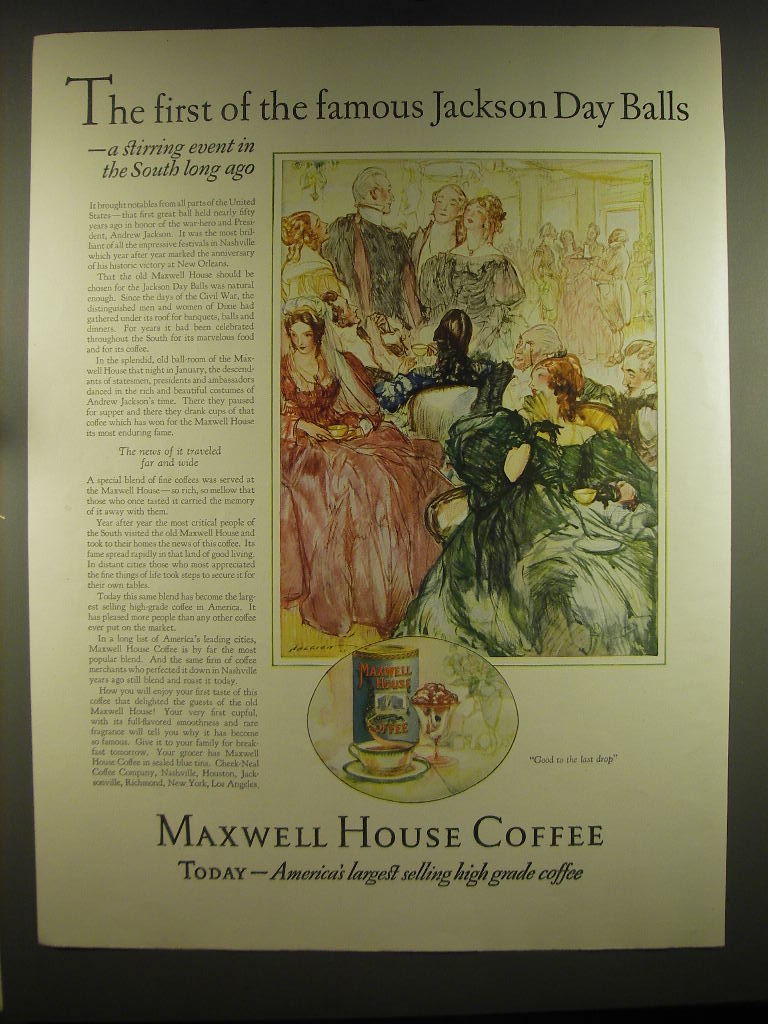 The first of the famous Jackson Day Balls
—a stirring event in
the South long ago
It brought notables from all parts of the United
States—that first great ball held nearly fifty
years ago in honor of the war-hero and Presi-
dent, Andrew Jackson. It was the most bril-
liant of all the impressive festivals in Nashville
which year after year marked the anniversary
of his historic victory at New Orleans.
That the old Maxwell House should be
chosen for the Jackson Day Balls was natural
enough. Since the days of the Civil War, the
distinguished men and women of Dixie had
gathered under its roof for banquets, balls and
dinners. For years it had been celebrated
throughout the South for its marvelous food
and for its coffee.
In the splendid, old ball-room of the Max-
well House that night in January, the descend-
ants of statesmen, presidents and ambassadors
danced in the rich and beautiful costumes of
Andrew Jackson's time. There they paused
for supper and there they drank cups of that
coffee which has won for the Maxwell House
its most enduring fame.
The news of it traveled
far and wide
A special blend of fine coffees was served at
the Maxwell House—so rich, so mellow that
those who once tasted it carried the memory
of it away with them.
Year after year the most critical people of
the South visited the old Maxwell House and
took to their homes the news of this coffee. Its
fame spread rapidly in that land of good living.
In distant cities those who most appreciated
the fine things of life took steps to secure it for
their own tables.
Today this same blend has become the larg-
est selling high-grade coffee in America. It
has pleased more people than any other coffee
ever put on the market.
In a long list of America's leading cities,
Maxwell House Coffee is by far the most
popular blend. And the same firm of coffee
merchants who perfected it down in Nashville
years ago still blend and roast it today.
How you will enjoy your first taste of this
coffee that delighted the guests of the old
Maxwell House! Your very first cupful,
with its full-flavored smoothness and rare
fragrance will tell you why it has become
so famous. Give it to your family for break-
fast tomorrow. Your grocer has Maxwell
House Coffee in sealed blue tins. Cheek-Neal
Coffee Company, Nashville, Houston, Jack-
sonville, Richmond, New York, Los Angeles.
MAXWELL
HOUSE
COFFEE
"Good to the last drop"
MAXWELL HOUSE COFFEE
TODAY—America's largest selling high grade coffee